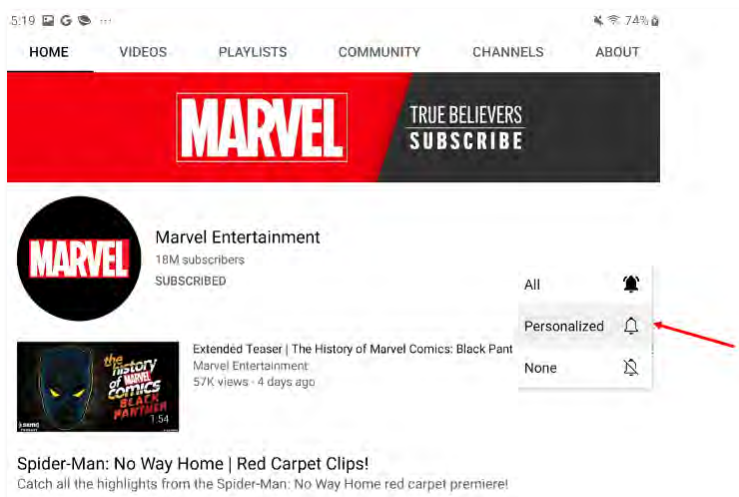 5:19 G ... 74%
HOME VIDEOS PLAYLISTS COMMUNITY CHANNELS ABOUT
MARVEL
TRUE BELIEVERS
SUBSCRIBE
MARVEL
Marvel Entertainment
18M subscribers
SUBSCRIBED
All
Personalized
None
the
history
of MARVEL
COMICS
BLACK
PANTHER
1:54
Extended Teaser | The History of Marvel Comics: Black Pant
Marvel Entertainment
57K views · 4 days ago
Spider-Man: No Way Home | Red Carpet Clips!
Catch all the highlights from the Spider-Man: No Way Home red carpet premiere!